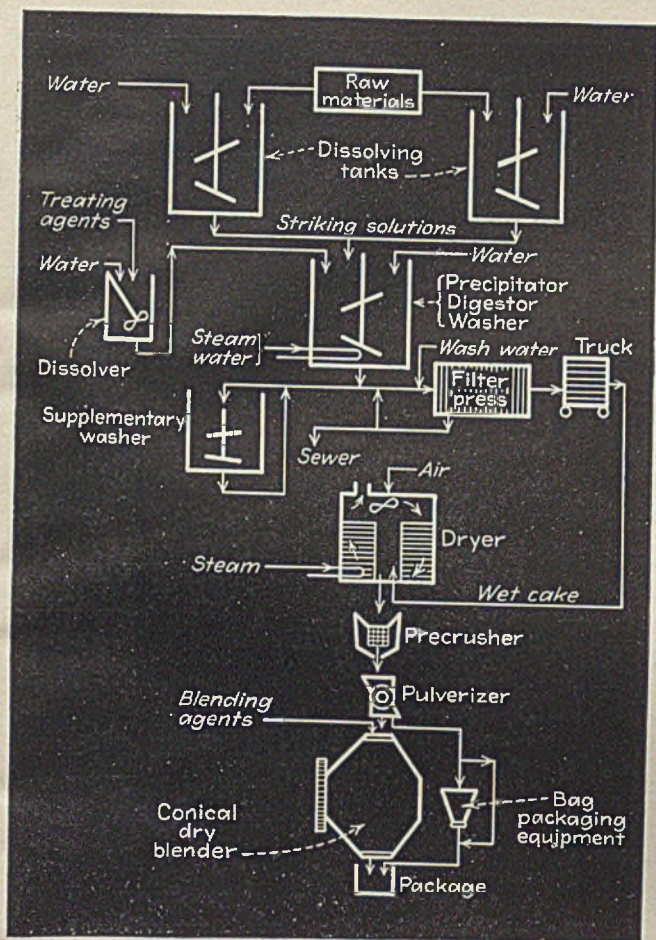 Water
Raw
materials
Water
Dissolving
tanks
Treating
agents
Striking solutions
Water
Water
Precipitator
Digestor
Washer
Steam
water
Dissolver
Wash water
Truck
Filter
press
Supplementary
washer
Sewer
Air
Dryer
Steam
Wet cake
Precrusher
Pulverizer
Blending
agents
Conical
dry
blender
Bag
packaging
equipment
Package